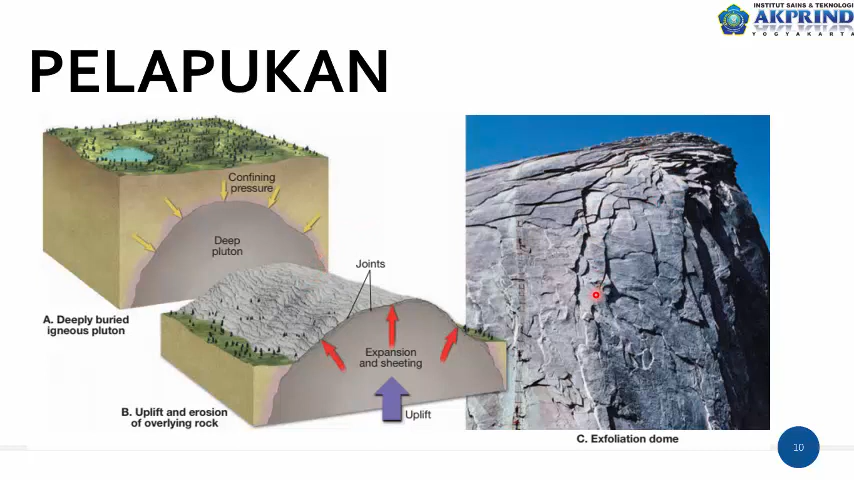 INSTITUT SAINS & TEKNOLOGI
AKPRIND
YOGYAKARTA
PELAPUKAN
Confining
pressure
Deep
pluton
A. Deeply buried
igneous pluton
Joints
Expansion
and sheeting
Uplift
B. Uplift and erosion
of overlying rock
C. Exfoliation dome
10